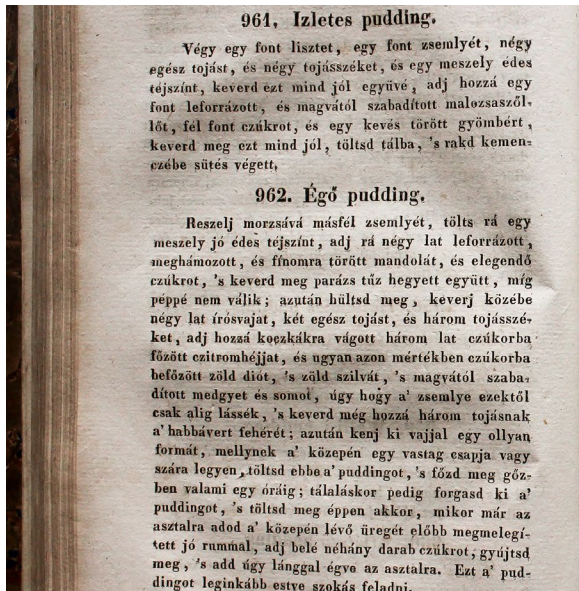 961. Izletes pudding.
Végy egy font lisztet, egy font zsemlyét, négy
egész tojást, és négy tojásszéket, és egy meszely édes
téjszínt, keverd ezt mind jól együvé, adj hozzá egy
font leforrázott, és magvától szabadított malozsaszől-
lőt, fél font czúkrot, és egy kevés törött gyömbért,
keverd meg ezt mind jól, töltsd tálba, 's rakd kemen-
czébe sütés végett.
962. Égő pudding.
Reszelj morzsává másfél zsemlyét, tölts rá egy
meszely jó édes téjszínt, adj rá négy lat leforrázott,
meghámozott, és finomra törött mandolát, és elegendő
czúkrot, 's keverd meg parázs tűz hegyett együtt, míg
péppé nem válik; azután hűltsd meg, keverj közébe
négy lat írósvajat, két egész tojást, és három tojásszé-
ket, adj hozzá koczkákra vágott három lat czúkorba
főzött czitromhéjjat, és ugyan azon mértékben czúkorba
befőzött zöld diót, 's zöld szilvát, 's magvától szaba-
dított medgyet és somot, úgy hogy a' zsemlye ezektől
csak alig lássék, 's keverd még hozzá három tojásnak
a' habbávert fehérét; azután kenj ki vajjal egy ollyan
formát, mellynek a' közepén egy vastag csapja vagy
szára legyen, töltsd ebbe a' puddingot, 's főzd meg gőz-
ben valami egy óráig; tálaláskor pedig forgasd ki a'
puddingot, 's töltsd meg éppen akkor, mikor már az
asztalra adod a' közepén lévő üregét előbb megmelegí-
tett jó rummal, adj belé néhány darab czúkrot, gyújtsd
meg, 's add úgy lánggal égve az asztalra. Ezt a' pud-
dingot leginkább estve szokás feladni.